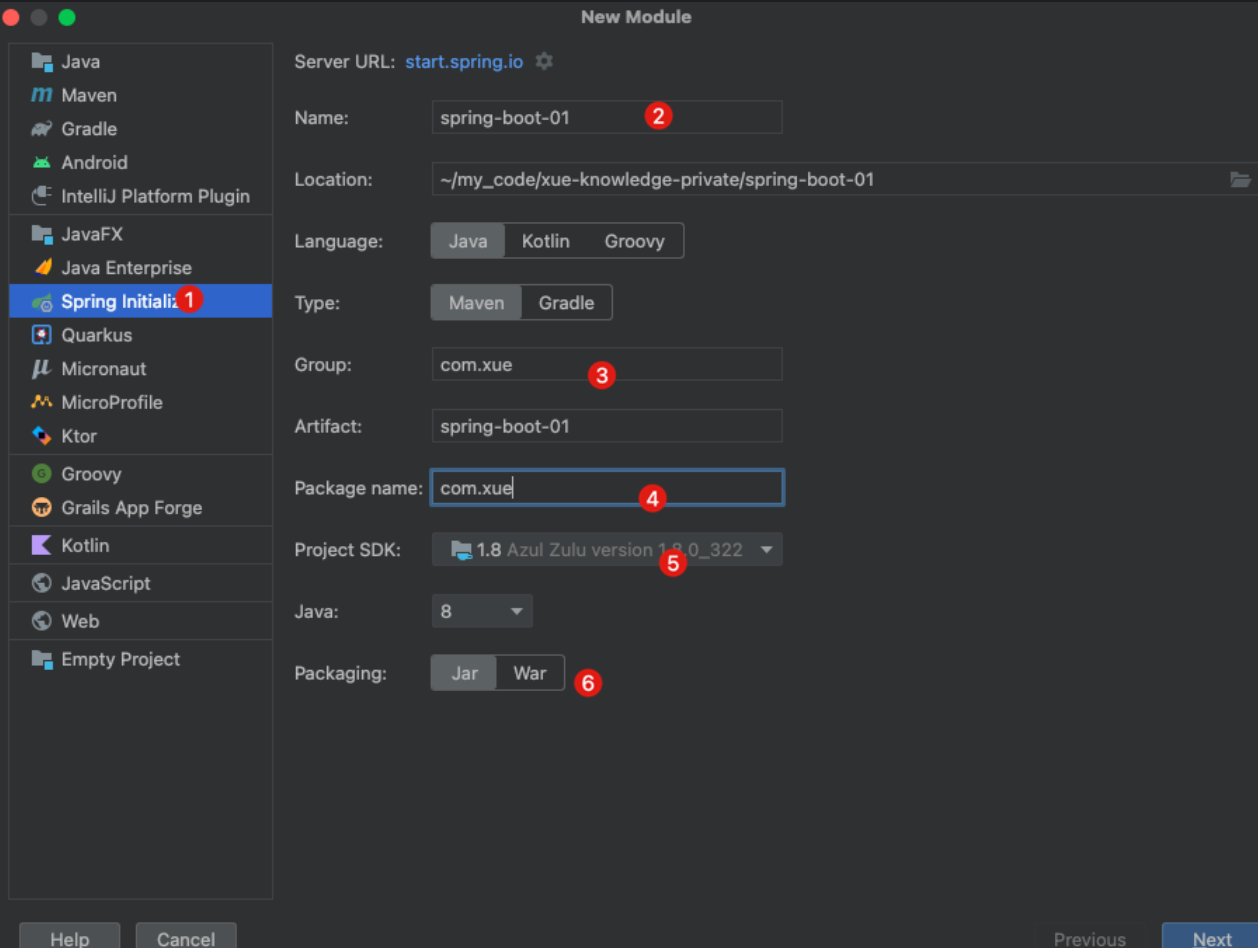 New Module
Java
Maven
Gradle
Android
IntelliJ Platform Plugin
JavaFX
Java Enterprise
Spring Initializ 1
Quarkus
Micronaut
MicroProfile
Ktor
Groovy
Grails App Forge
Kotlin
JavaScript
Web
Empty Project
Server URL: start.spring.io
Name: spring-boot-01 2
Location: ~/my_code/xue-knowledge-private/spring-boot-01
Language: Java Kotlin Groovy
Type: Maven Gradle
Group: com.xue 3
Artifact: spring-boot-01
Package name: com.xue 4
Project SDK: 1.8 Azul Zulu version 1.8.0_322 5
Java: 8
Packaging: Jar War 6
Help Cancel Previous Next